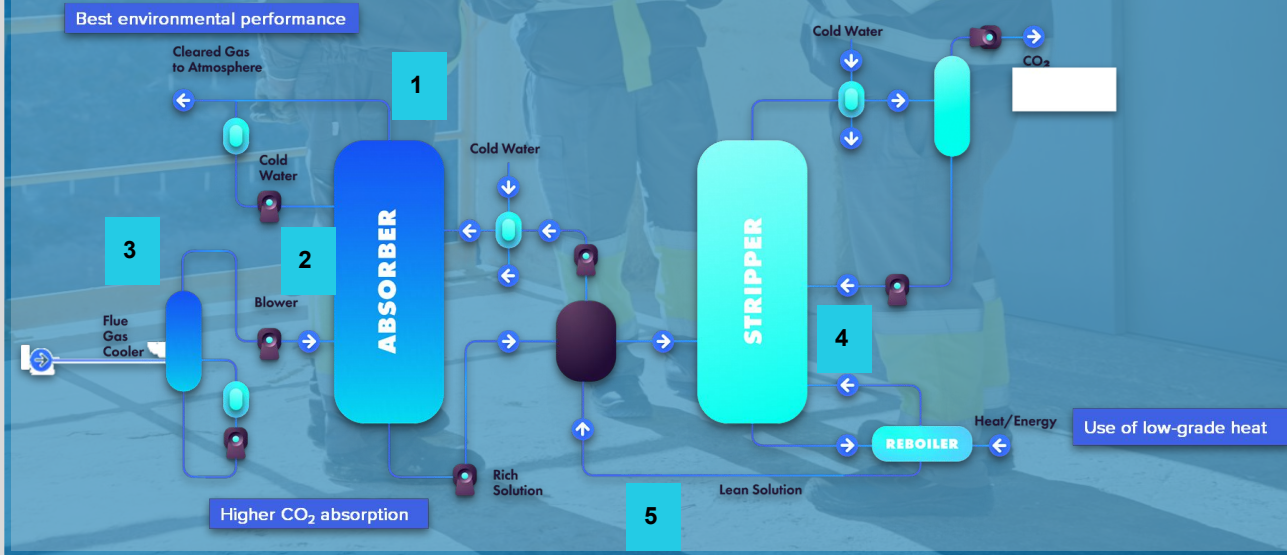 Best environmental performance
Cleared Gas
to Atmosphere
1
Cold Water
CO₂
Cold
Water
Cold Water
ABSORBER
STRIPPER
3
2
Blower
Flue
Gas
Cooler
4
Heat/Energy
REBOILER
Use of low-grade heat
Rich
Solution
Lean Solution
Higher CO₂ absorption
5